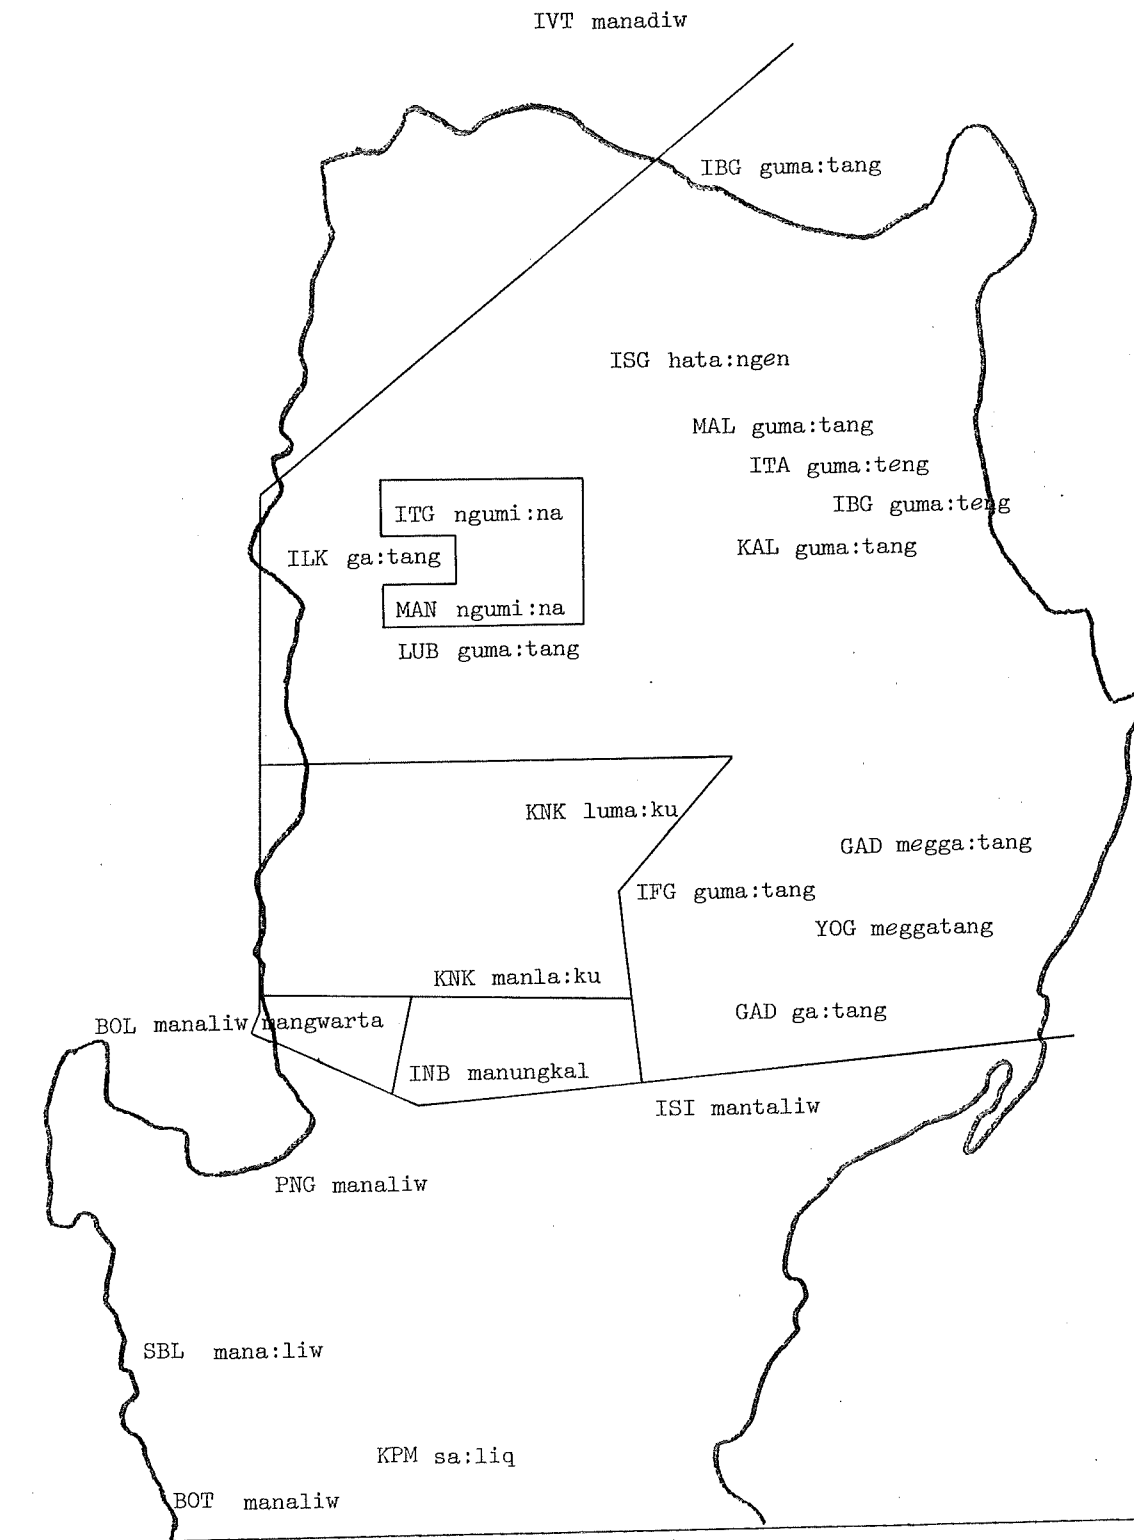 IVT manadiw
IBG guma:tang
ISG hata:ngen
MAL guma:tang
ITA guma:teng
IBG guma:teng
ITG ngumi:na
KAL guma:tang
ILK ga:tang
MAN ngumi:na
LUB guma:tang
KNK luma:ku
GAD megga:tang
IFG guma:tang
YOG meggatang
KNK manla:ku
GAD ga:tang
BOL manaliw/mangwarta
INB manungkal
ISI mantaliw
PNG manaliw
SBL mana:liw
KPM sa:liq
BOT manaliw